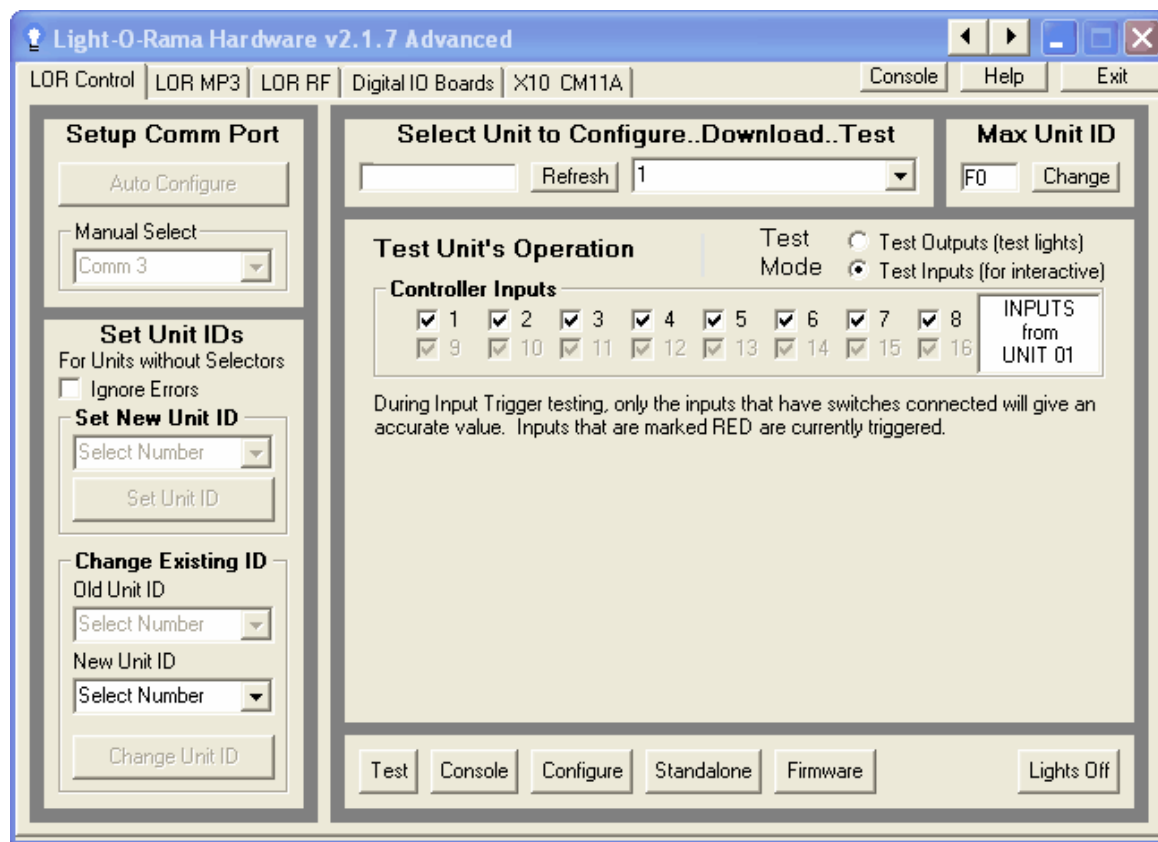 Light-O-Rama Hardware v2.1.7 Advanced
LOR Control LOR MP3 LOR RF Digital IO Boards X10 CM11A Console Help Exit
Setup Comm Port
Auto Configure
Manual Select
Comm 3
Set Unit IDs
For Units without Selectors
Ignore Errors
Set New Unit ID
Select Number
Set Unit ID
Change Existing ID
Old Unit ID
Select Number
New Unit ID
Select Number
Change Unit ID
Select Unit to Configure..Download..Test
Refresh 1
Max Unit ID
F0 Change
Test Unit's Operation
Test
Mode
Test Outputs (test lights)
Test Inputs (for interactive)
Controller Inputs
1 2 3 4 5 6 7 8
9 10 11 12 13 14 15 16
INPUTS
from
UNIT 01
During Input Trigger testing, only the inputs that have switches connected will give an
accurate value. Inputs that are marked RED are currently triggered.
Test Console Configure Standalone Firmware Lights Off